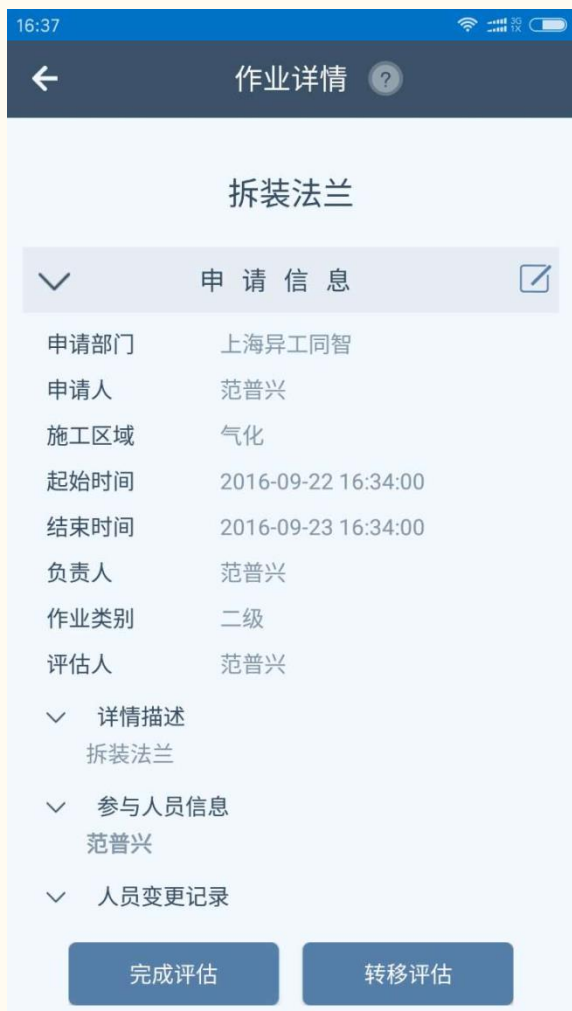 16:37
3G
1X
作业详情 ?
拆装法兰
申请信息
申请部门 上海异工同智
申请人 范普兴
施工区域 气化
起始时间 2016-09-22 16:34:00
结束时间 2016-09-23 16:34:00
负责人 范普兴
作业类别 二级
评估人 范普兴
详情描述
拆装法兰
参与人员信息
范普兴
人员变更记录
完成评估 转移评估